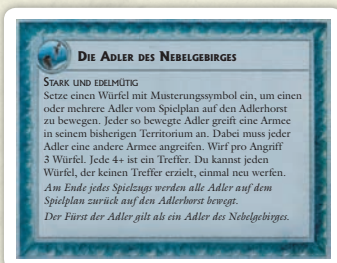 Die Adler des Nebelgebirges
Stark und edelmütig
Setze einen Würfel mit Musterungssymbol ein, um einen
oder mehrere Adler vom Spielplan auf den Adlerhorst
zu bewegen. Jeder so bewegte Adler greift eine Armee
in seinem bisherigen Territorium an. Dabei muss jeder
Adler eine andere Armee angreifen. Wirf pro Angriff
3 Würfel. Jede 4+ ist ein Treffer. Du kannst jeden
Würfel, der keinen Treffer erzielt, einmal neu werfen.
Am Ende jedes Spielzugs werden alle Adler auf dem
Spielplan zurück auf den Adlerhorst bewegt.
Der Fürst der Adler gilt als ein Adler des Nebelgebirges.